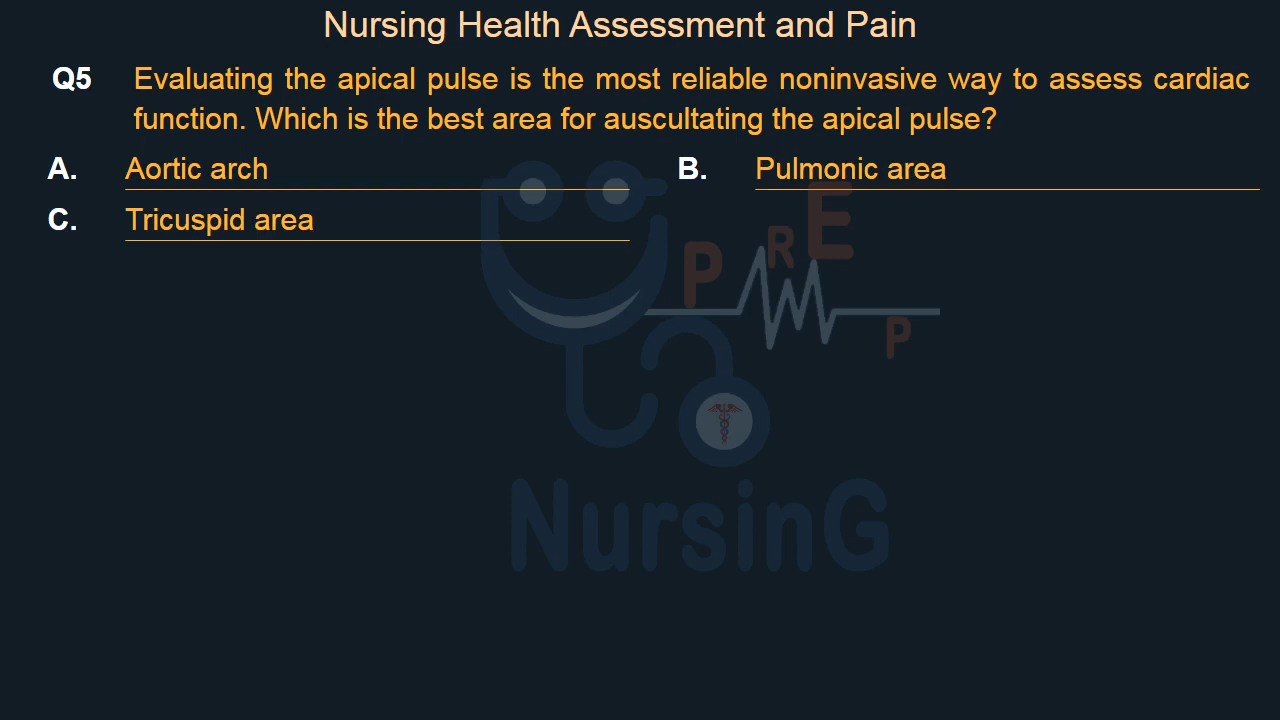 Nursing Health Assessment and Pain
Q5 Evaluating the apical pulse is the most reliable noninvasive way to assess cardiac
function. Which is the best area for auscultating the apical pulse?
A. Aortic arch B. Pulmonic area
C. Tricuspid area
P R E P
NursinG